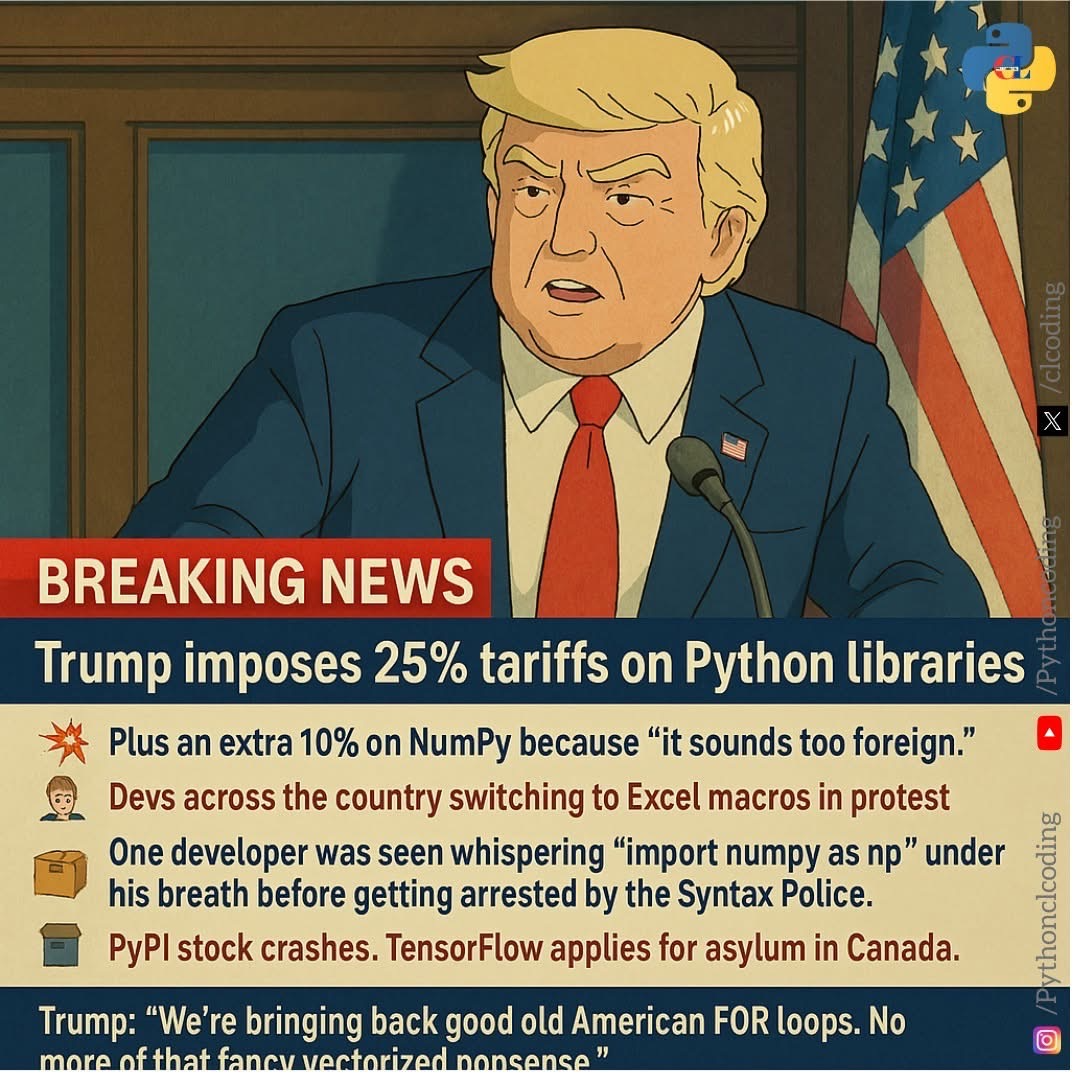 BREAKING NEWS
Trump imposes 25% tariffs on Python libraries
Plus an extra 10% on NumPy because “it sounds too foreign.”
Devs across the country switching to Excel macros in protest
One developer was seen whispering “import numpy as np” under
his breath before getting arrested by the Syntax Police.
PyPI stock crashes. TensorFlow applies for asylum in Canada.
Trump: “We’re bringing back good old American FOR loops. No
more of that fancy vectorized nonsense.”
CL
/clcoding
/Pythoncoding
/Pythonclcoding